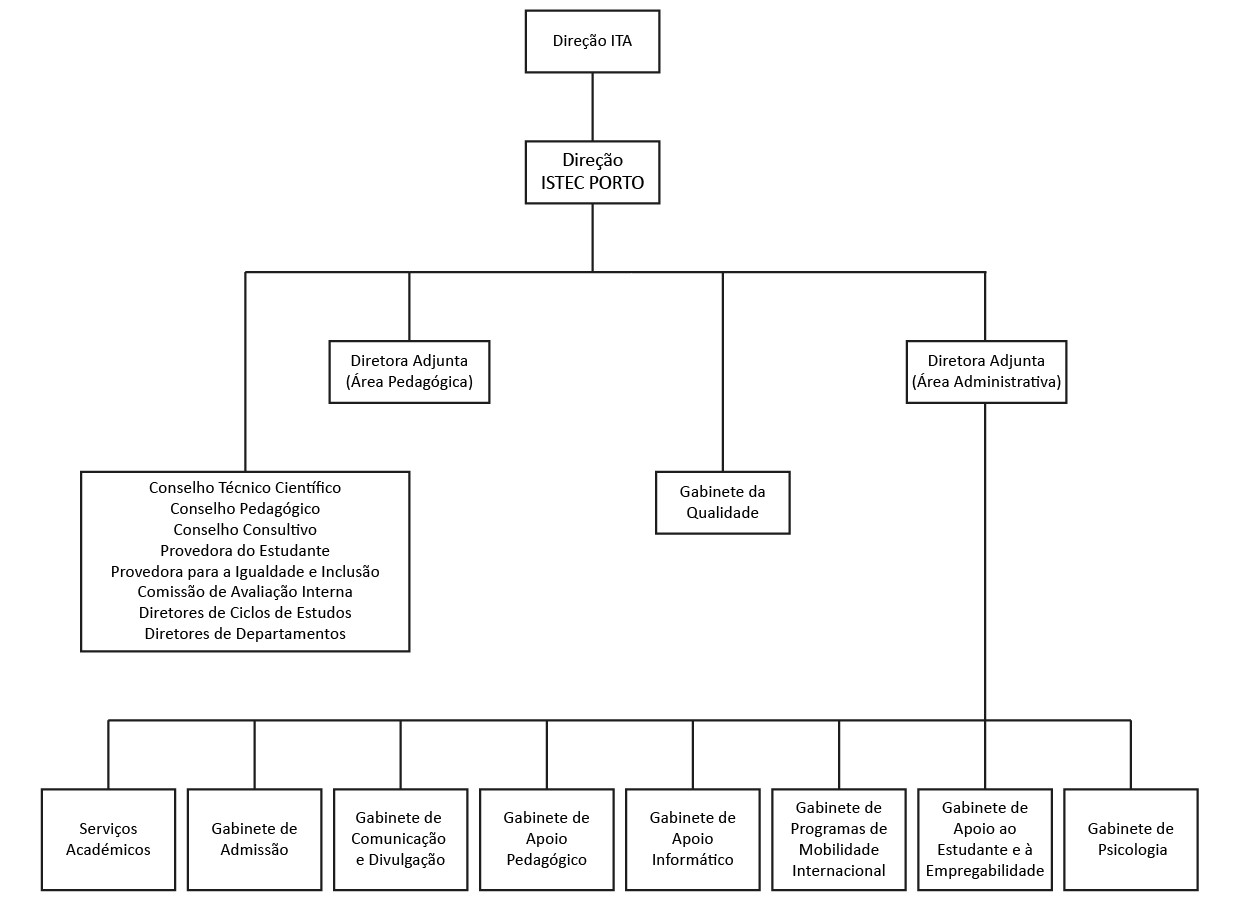 Direção ITA
Direção
ISTEC PORTO
Diretora Adjunta
(Área Pedagógica)
Diretora Adjunta
(Área Administrativa)
Conselho Técnico Científico
Conselho Pedagógico
Conselho Consultivo
Provedora do Estudante
Provedora para a Igualdade e Inclusão
Comissão de Avaliação Interna
Diretores de Ciclos de Estudos
Diretores de Departamentos
Gabinete da
Qualidade
Serviços
Académicos
Gabinete de
Admissão
Gabinete de
Comunicação
e Divulgação
Gabinete de
Apoio
Pedagógico
Gabinete de
Apoio
Informático
Gabinete de
Programas de
Mobilidade
Internacional
Gabinete de
Apoio ao
Estudante e à
Empregabilidade
Gabinete de
Psicologia